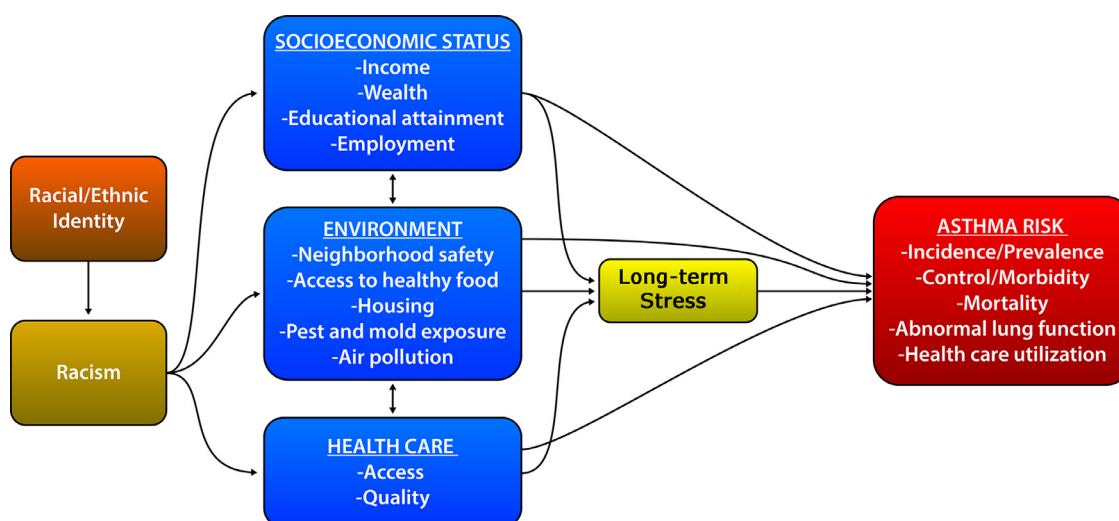 Racial/Ethnic
Identity
Racism
SOCIOECONOMIC STATUS
-Income
-Wealth
-Educational attainment
-Employment
ENVIRONMENT
-Neighborhood safety
-Access to healthy food
-Housing
-Pest and mold exposure
-Air pollution
HEALTH CARE
-Access
-Quality
Long-term
Stress
ASTHMA RISK
-Incidence/Prevalence
-Control/Morbidity
-Mortality
-Abnormal lung function
-Health care utilization